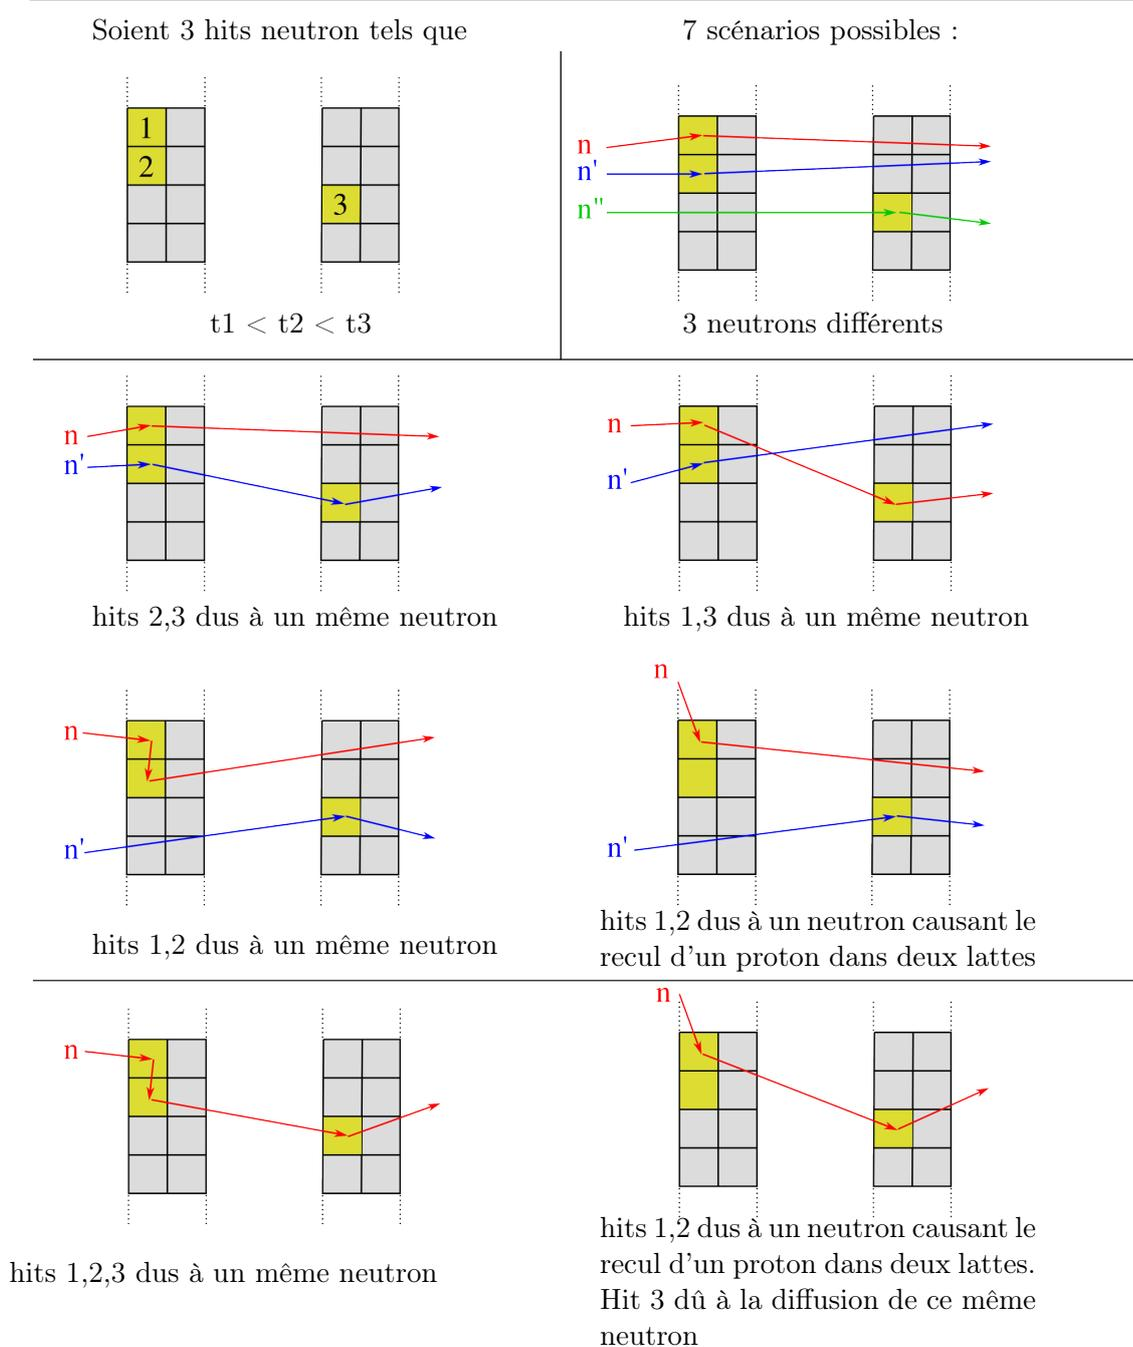 Soient 3 hits neutron tels que
1
2
3
t1 < t2 < t3
7 scénarios possibles :
n
n'
n"
3 neutrons différents
n
n'
hits 2,3 dus à un même neutron
n
n'
hits 1,3 dus à un même neutron
n
n'
hits 1,2 dus à un même neutron
n
n'
hits 1,2 dus à un neutron causant le
recul d'un proton dans deux lattes
n
hits 1,2,3 dus à un même neutron
n
hits 1,2 dus à un neutron causant le
recul d'un proton dans deux lattes.
Hit 3 dû à la diffusion de ce même
neutron